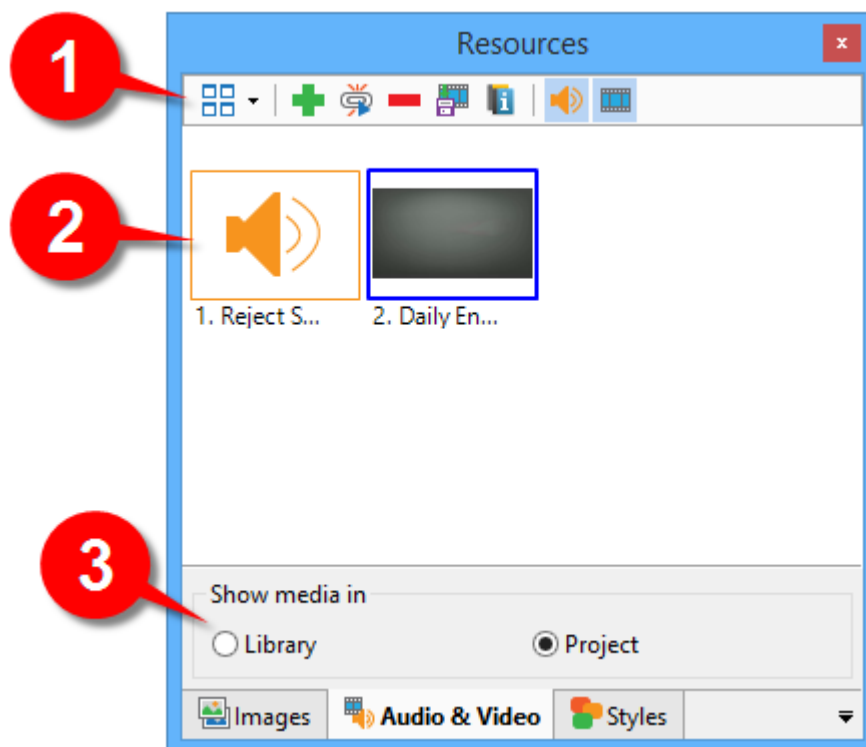 1
Resources
x
2
1. Reject S...
2. Daily En...
3
Show media in
Library
Project
Images
Audio & Video
Styles